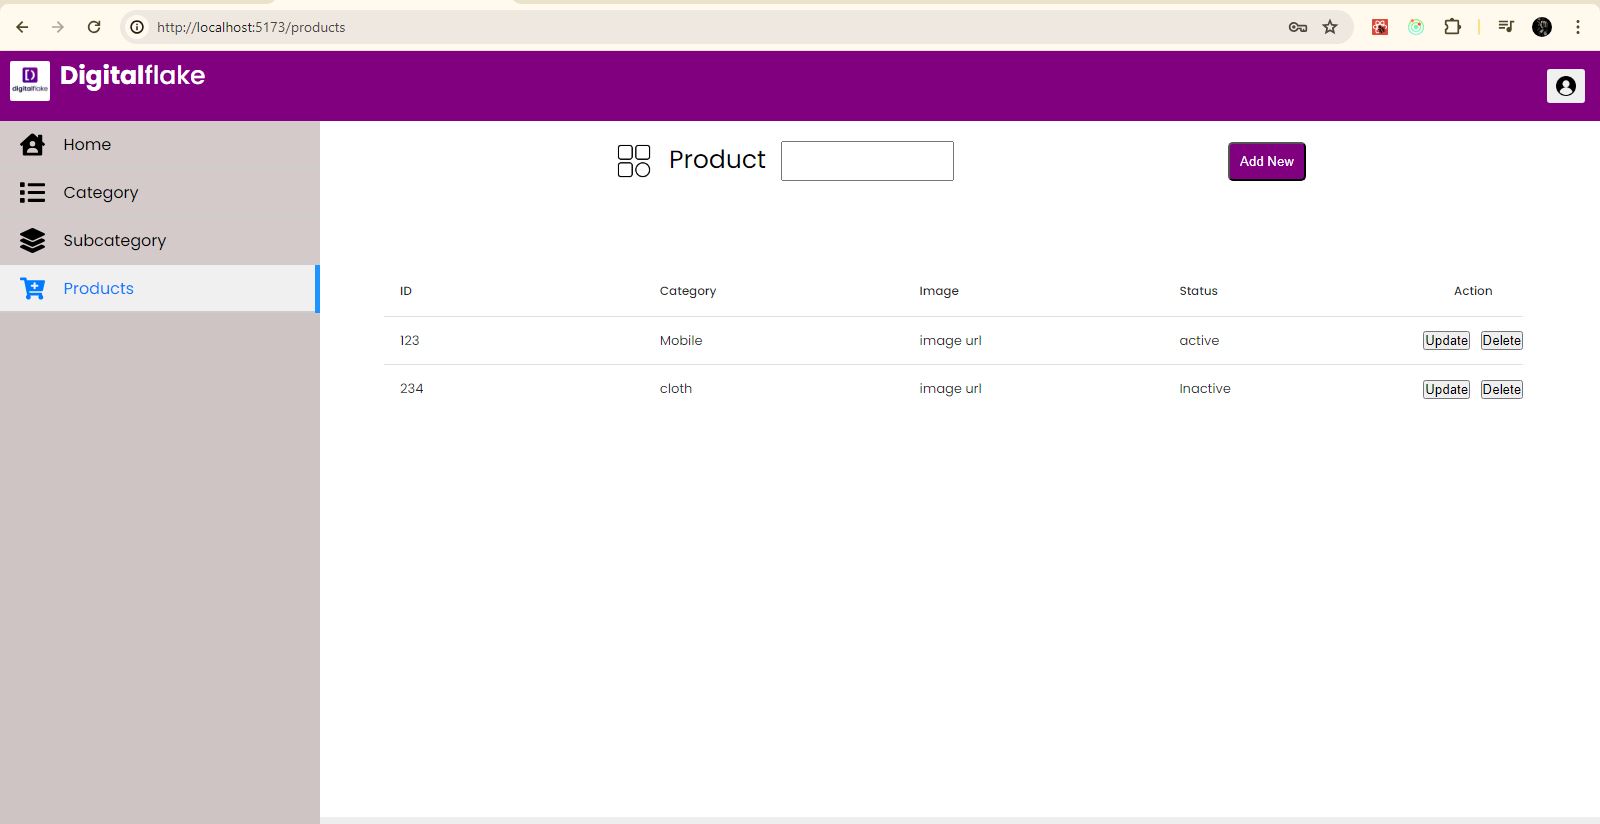 http://localhost:5173/products
digitalflake
Digitalflake
Home
Category
Subcategory
Products
Product
Add New
ID Category Image Status Action
123 Mobile image url active Update Delete
234 cloth image url Inactive Update Delete